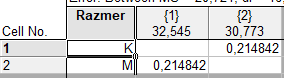 Razmer {1} {2}
Cell No. 32,545 30,773
1 K 0,214842
2 M 0,214842